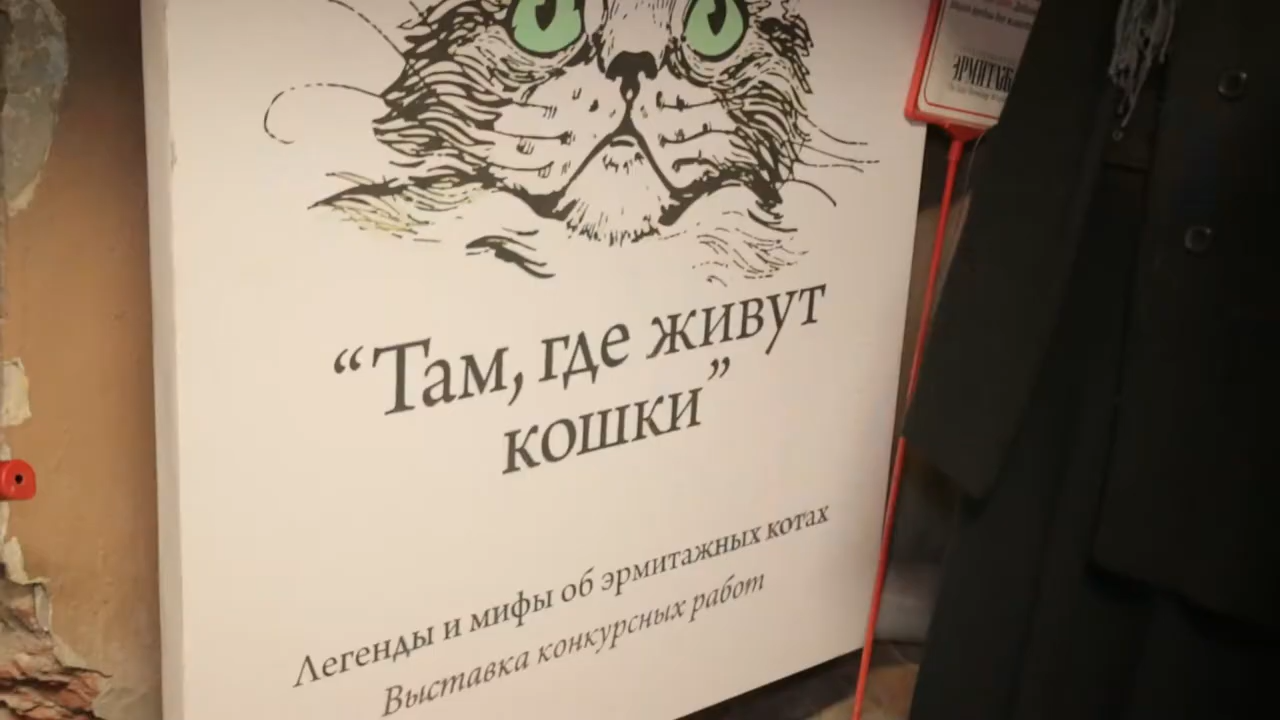 ЭРМИТАЖ
“Там, где живут
кошки”
Легенды и мифы об эрмитажных котах
Выставка конкурсных работ